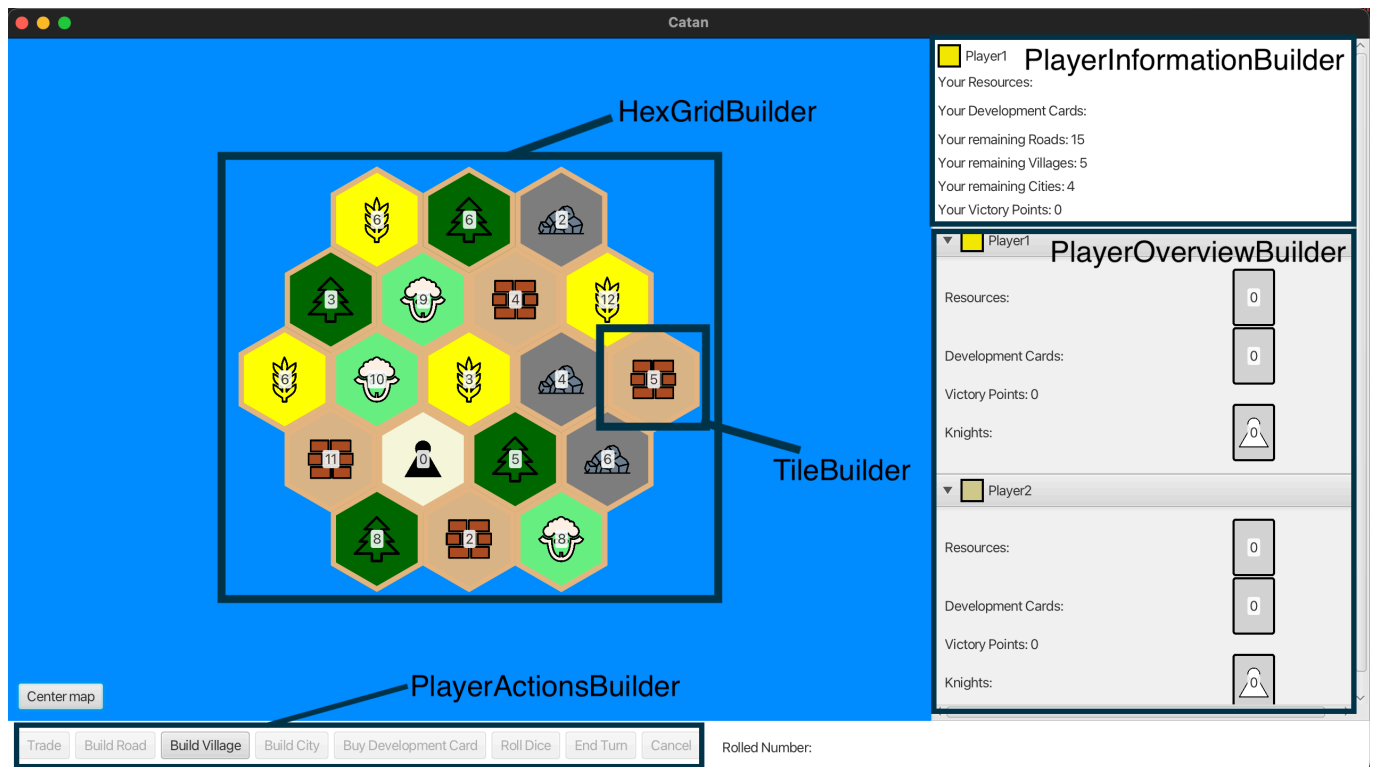 Catan
Player1
PlayerInformationBuilder
Your Resources:
Your Development Cards:
Your remaining Roads: 15
Your remaining Villages: 5
Your remaining Cities: 4
Your Victory Points: 0
HexGridBuilder
6 6 2
3 9 4 12
6 10 3 4 5
11 0 5 6
8 2 8
TileBuilder
Player1
PlayerOverviewBuilder
Resources: 0
Development Cards: 0
Victory Points: 0
Knights: 0
Player2
Resources: 0
Development Cards: 0
Victory Points: 0
Knights: 0
Center map
PlayerActionsBuilder
Trade Build Road Build Village Build City Buy Development Card Roll Dice End Turn Cancel Rolled Number: